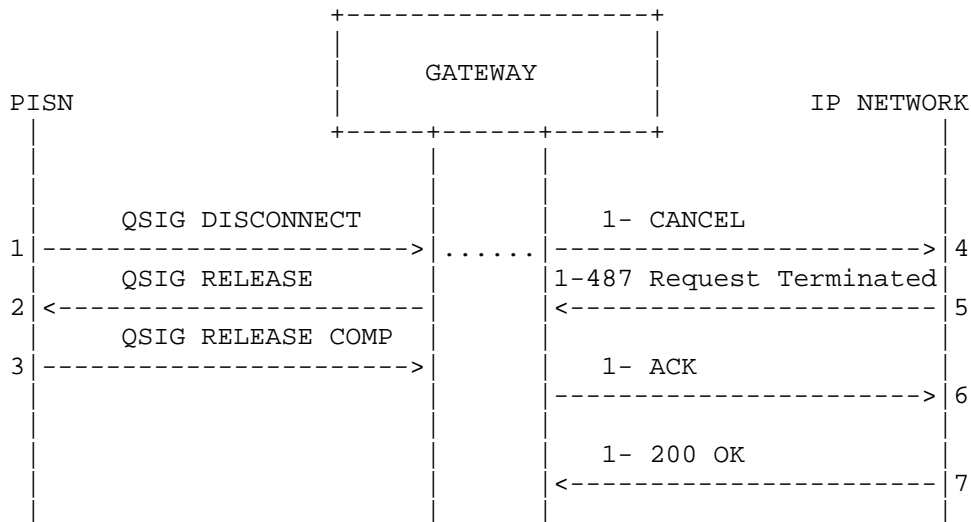 GATEWAY
PISN IP NETWORK
QSIG DISCONNECT 1- CANCEL
1 ...... 4
QSIG RELEASE 1-487 Request Terminated
2 5
QSIG RELEASE COMP
3 1- ACK
6
1- 200 OK
7